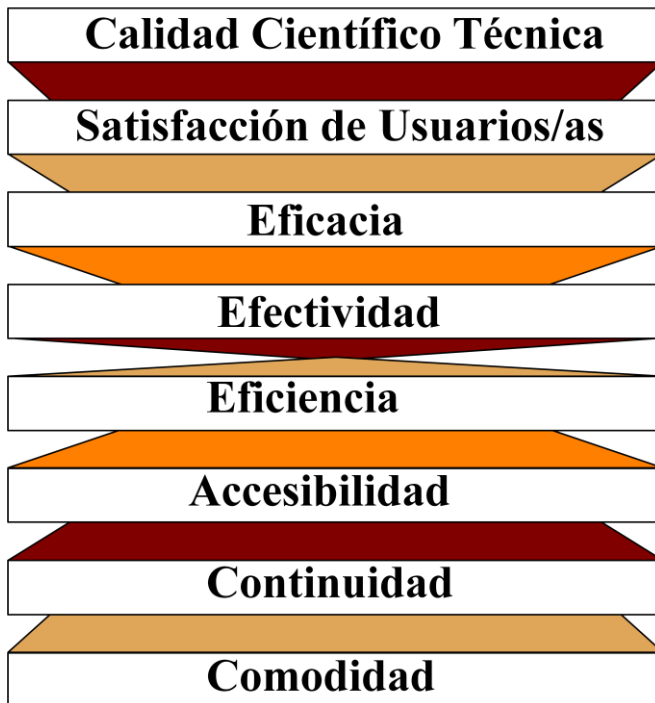 Calidad Científico Técnica
Satisfacción de Usuarios/as
Eficacia
Efectividad
Eficiencia
Accesibilidad
Continuidad
Comodidad